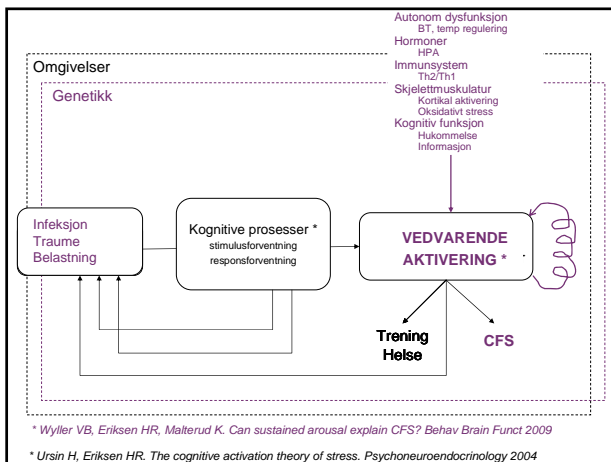 Autonom dysfunksjon
BT, temp regulering
Hormoner
HPA
Immunsystem
Th2/Th1
Skjelettmuskulatur
Kortikal aktivering
Oksidativt stress
Kognitiv funksjon
Hukommelse
Informasjon
Omgivelser
Genetikk
Infeksjon
Traume
Belastning
Kognitive prosesser *
stimulusforventning
responsforventning
VEDVARENDE
AKTIVERING *
Trening
Helse
CFS
* Wyller VB, Eriksen HR, Malterud K. Can sustained arousal explain CFS? Behav Brain Funct 2009
* Ursin H, Eriksen HR. The cognitive activation theory of stress. Psychoneuroendocrinology 2004